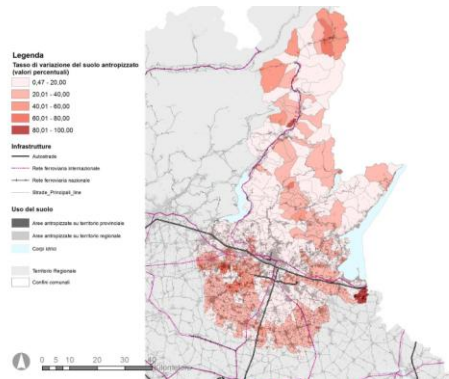 Legenda
Tasso di variazione del suolo antropizzato
(valori percentuali)
0,47 - 20,00
20,01 - 40,00
40,01 - 60,00
60,01 - 80,00
80,01 - 100,00
Infrastrutture
Autostrade
Rete ferroviaria internazionale
Rete ferroviaria nazionale
Strade_Principali_line
Uso del suolo
Aree antropizzate su territorio provinciale
Aree antropizzate su territorio regionale
Corpi idrici
Territorio Regionale
Confini comunali
0 5 10 20 30 40